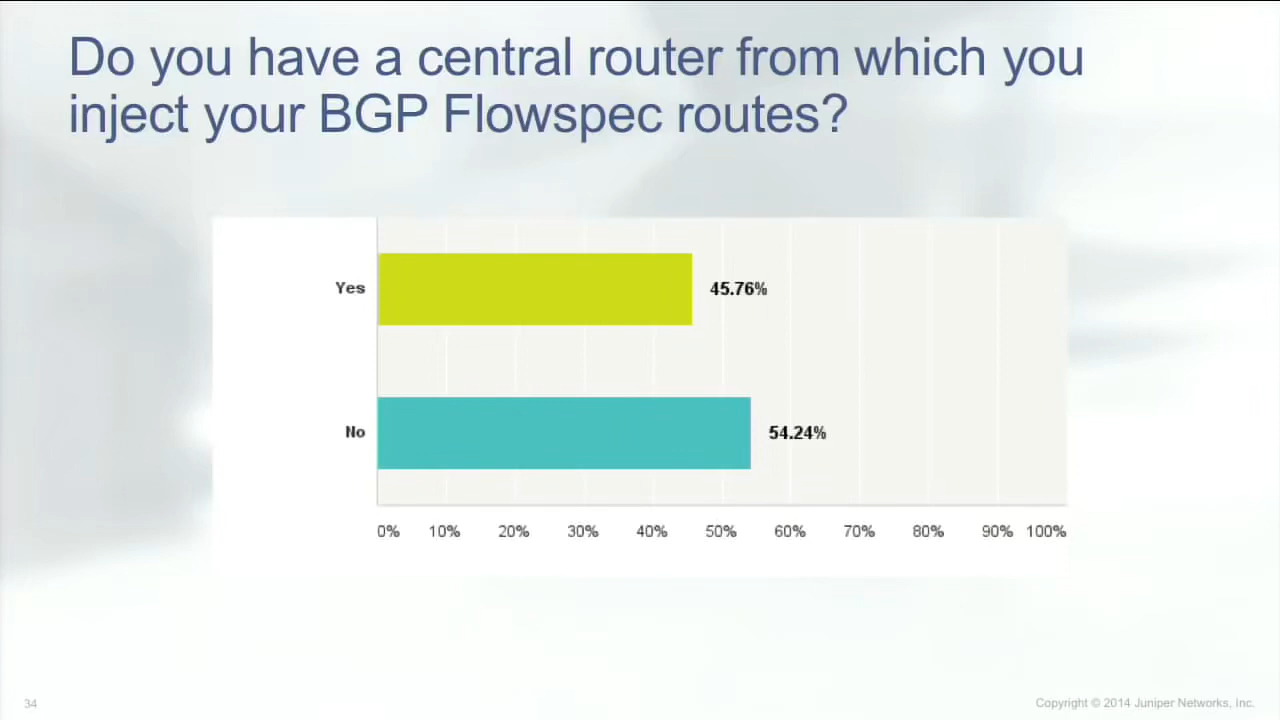 Do you have a central router from which you
inject your BGP Flowspec routes?
Yes
45.76%
No
54.24%
0% 10% 20% 30% 40% 50% 60% 70% 80% 90% 100%
34
Copyright © 2014 Juniper Networks, Inc.